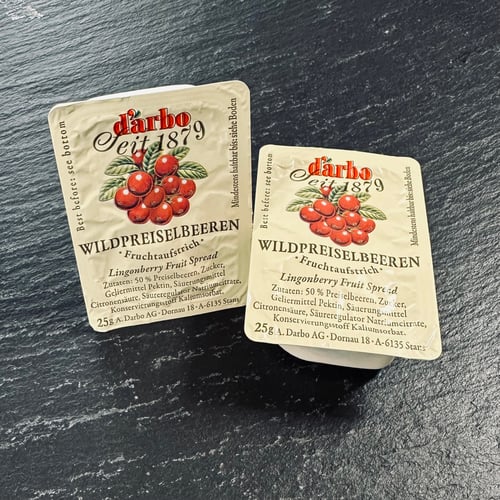 Best before: see bottom
d'arbo
Seit 1879
Mindestens haltbar bis: siehe Boden
WILDPREISELBEEREN
• Fruchtaufstrich •
Lingonberry Fruit Spread
Zutaten: 50 % Preiselbeeren, Zucker,
Geliermittel Pektin, Säuerungsmittel
Citronensäure, Säureregulator Natriumcitrate,
Konservierungsstoff Kaliumsorbat.
25g A. Darbo AG · Dornau 18 · A-6135 Stans
Best before: see bottom
d'arbo
Seit 1879
Mindestens haltbar bis: siehe Boden
WILDPREISELBEEREN
• Fruchtaufstrich •
Lingonberry Fruit Spread
Zutaten: 50 % Preiselbeeren, Zucker,
Geliermittel Pektin, Säuerungsmittel
Citronensäure, Säureregulator Natriumcitrate,
Konservierungsstoff Kaliumsorbat.
25g A. Darbo AG · Dornau 18 · A-6135 Stans